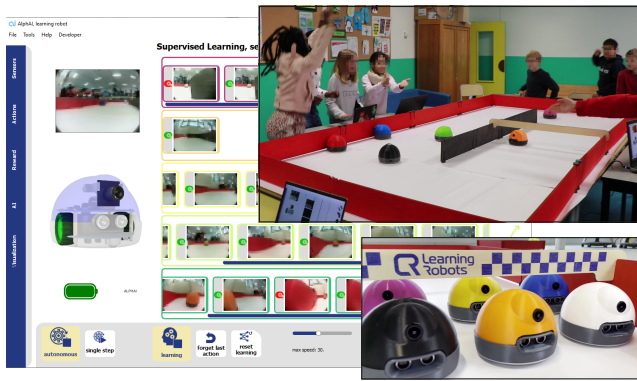 AlphAI, learning robot
File Tools Help Developer
Supervised Learning, se
Sensors
Actions
Reward
AI
Visualization
ALPHAI
autonomous
single step
learning
forget last
action
reset
learning
max speed: 30.
Learning
Robots